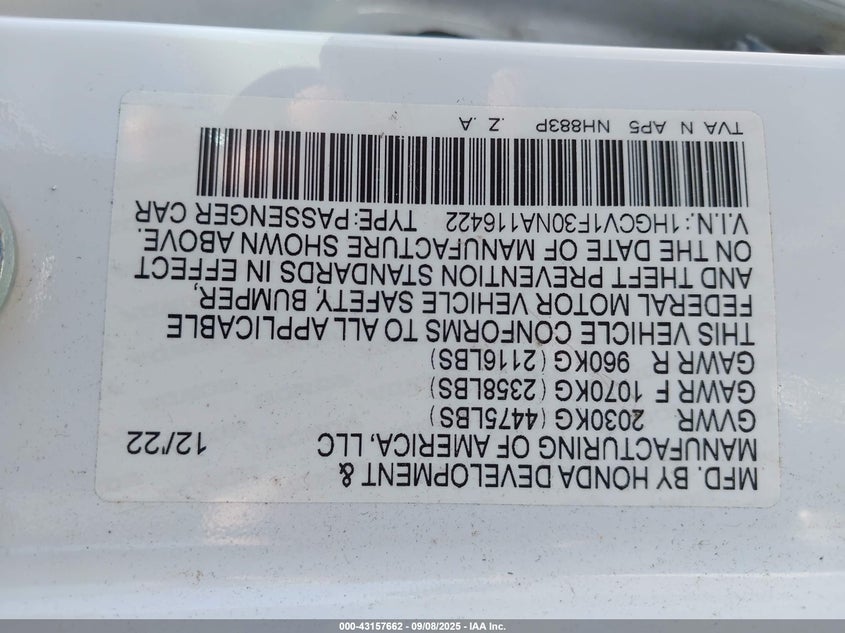 MFD. BY HONDA DEVELOPMENT &
MANUFACTURING OF AMERICA, LLC 12/22
GVWR 2030KG (4475LBS)
GAWR F 1070KG (2358LBS)
GAWR R 960KG (2116LBS)
THIS VEHICLE CONFORMS TO ALL APPLICABLE
FEDERAL MOTOR VEHICLE SAFETY, BUMPER,
AND THEFT PREVENTION STANDARDS IN EFFECT
ON THE DATE OF MANUFACTURE SHOWN ABOVE.
V.I.N.: 1HGCV1F30NA116422 TYPE: PASSENGER CAR
TVA N AP5 NH883P .Z .A
000-43157662 - 09/08/2025 - IAA Inc.